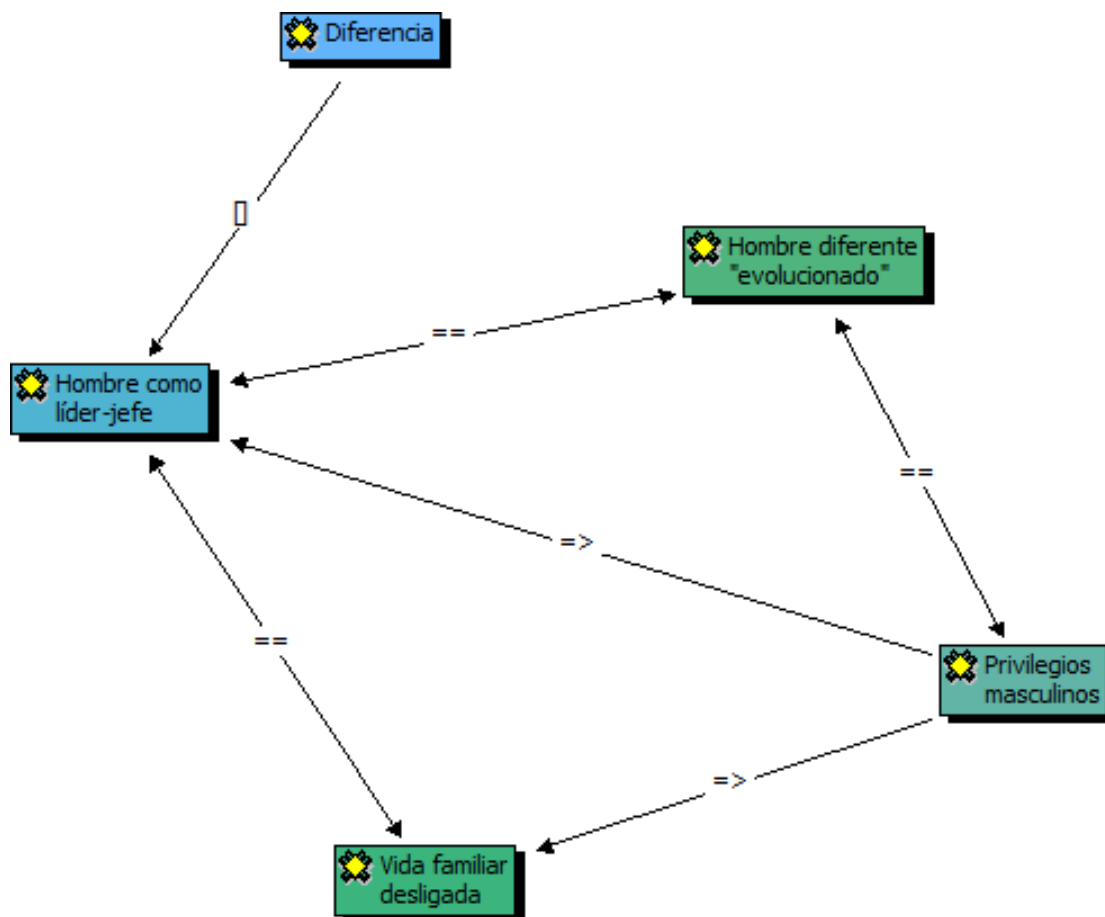 Diferencia
[]
Hombre diferente
"evolucionado"
==
Hombre como
líder-jefe
==
=>
==
Privilegios
masculinos
=>
Vida familiar
desligada